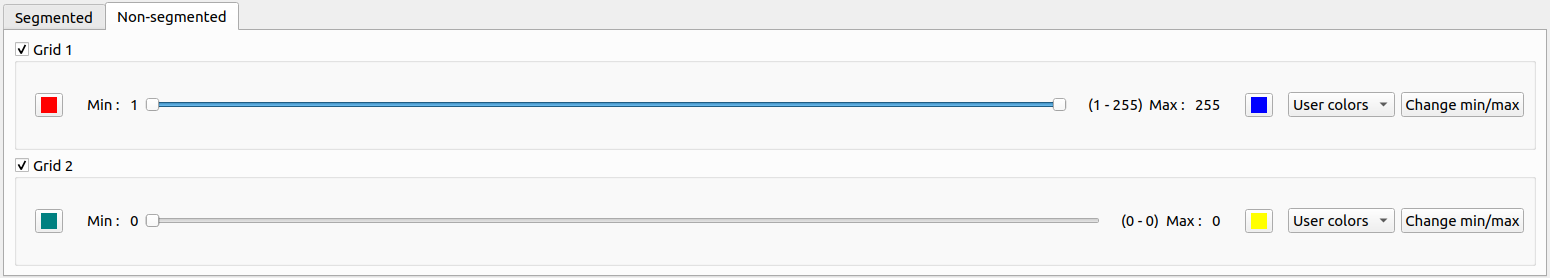 Segmented Non-segmented
Grid 1
Min : 1 (1 - 255) Max : 255 User colors Change min/max
Grid 2
Min : 0 (0 - 0) Max : 0 User colors Change min/max